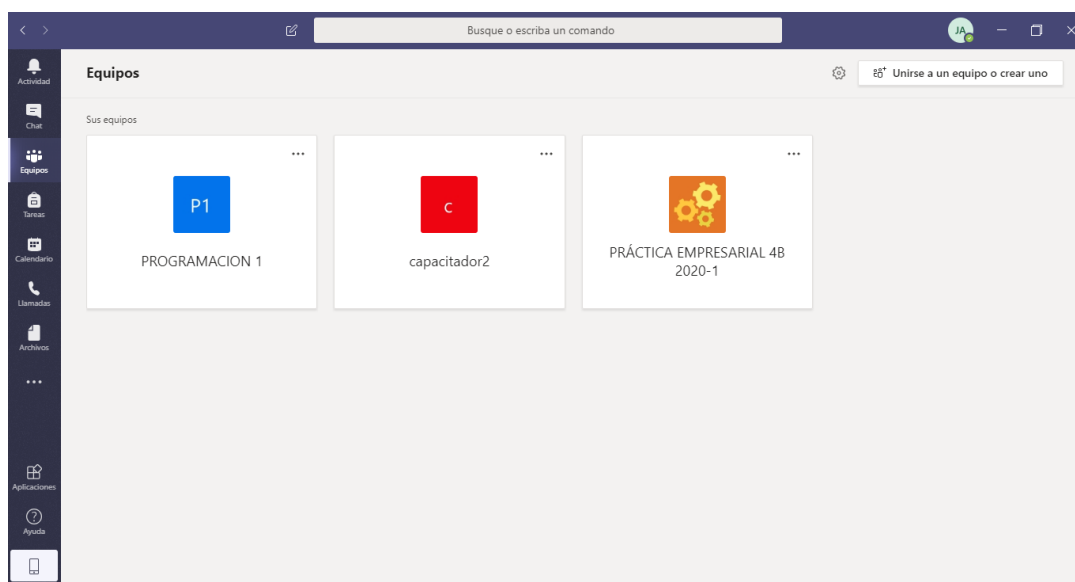 Busque o escriba un comando
JA
Actividad
Chat
Equipos
Tareas
Calendario
Llamadas
Archivos
Aplicaciones
Ayuda
Equipos
Unirse a un equipo o crear uno
Sus equipos
P1
PROGRAMACION 1
c
capacitador2
PRÁCTICA EMPRESARIAL 4B
2020-1